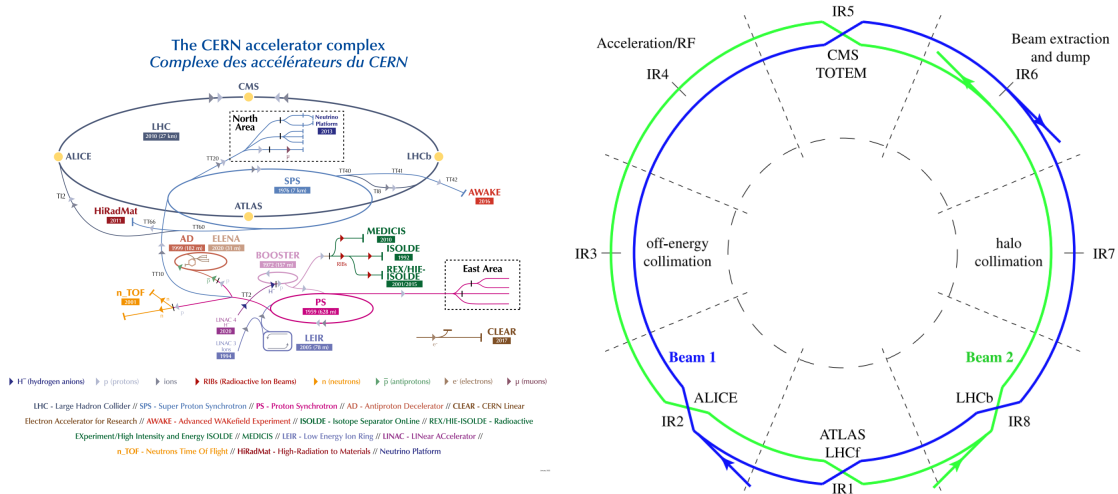 The CERN accelerator complex
Complexe des accélérateurs du CERN
CMS
North
Area
Neutrino
Platform
2013
LHC
2010 (27 km)
ALICE
TT20
LHCb
SPS
1976 (7 km)
TT40
TT41
TI8
TT42
AWAKE
2016
TI2
HiRadMat
2011
TT66
TT60
ATLAS
AD
1999 (182 m)
ELENA
2020 (31 m)
TT10
BOOSTER
1972 (157 m)
RIBs
MEDICIS
2010
ISOLDE
1992
REX/HIE-
ISOLDE
2001/2015
East Area
n_TOF
2001
TT2
H⁻
p
PS
1959 (628 m)
LINAC 4
2020
LINAC 3
Ions
1994
LEIR
2005 (78 m)
e⁻
CLEAR
2017
H⁻ (hydrogen anions)
p (protons)
ions
RIBs (Radioactive Ion Beams)
n (neutrons)
p̅ (antiprotons)
e⁻ (electrons)
μ (muons)
LHC - Large Hadron Collider // SPS - Super Proton Synchrotron // PS - Proton Synchrotron // AD - Antiproton Decelerator // CLEAR - CERN Linear
Electron Accelerator for Research // AWAKE - Advanced WAKefield Experiment // ISOLDE - Isotope Separator OnLine // REX/HIE-ISOLDE - Radioactive
EXperiment/High Intensity and Energy ISOLDE // MEDICIS // LEIR - Low Energy Ion Ring // LINAC - LINear ACcelerator //
n_TOF - Neutrons Time Of Flight // HiRadMat - High-Radiation to Materials // Neutrino Platform
IR5
Acceleration/RF
CMS
TOTEM
Beam extraction
and dump
IR4
IR6
IR3
off-energy
collimation
halo
collimation
IR7
Beam 1
Beam 2
ALICE
LHCb
IR2
IR8
ATLAS
LHCf
IR1